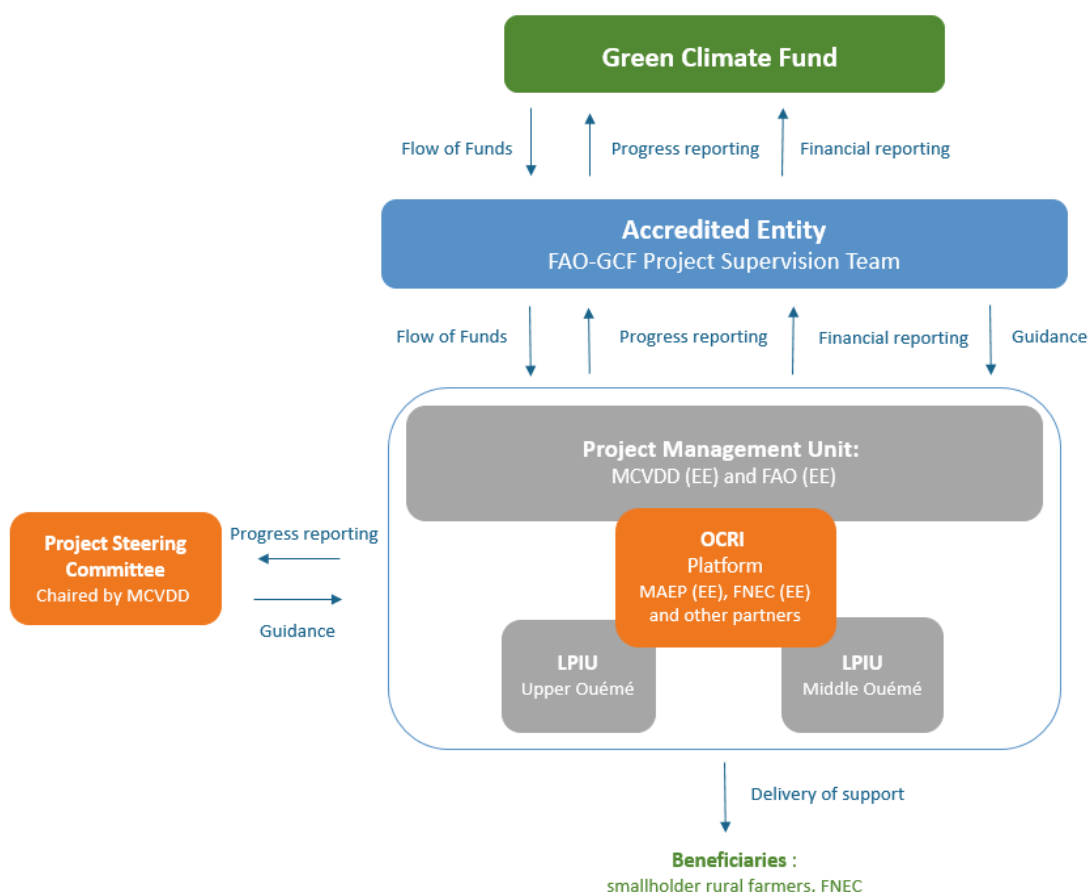 Green Climate Fund
Flow of Funds
Progress reporting
Financial reporting
Accredited Entity
FAO-GCF Project Supervision Team
Flow of Funds
Progress reporting
Financial reporting
Guidance
Project Management Unit:
MCVDD (EE) and FAO (EE)
Progress reporting
Project Steering
Committee
Chaired by MCVDD
Guidance
OCRI
Platform
MAEP (EE), FNEC (EE)
and other partners
LPIU
Upper Ouémé
LPIU
Middle Ouémé
Delivery of support
Beneficiaries :
smallholder rural farmers, FNEC